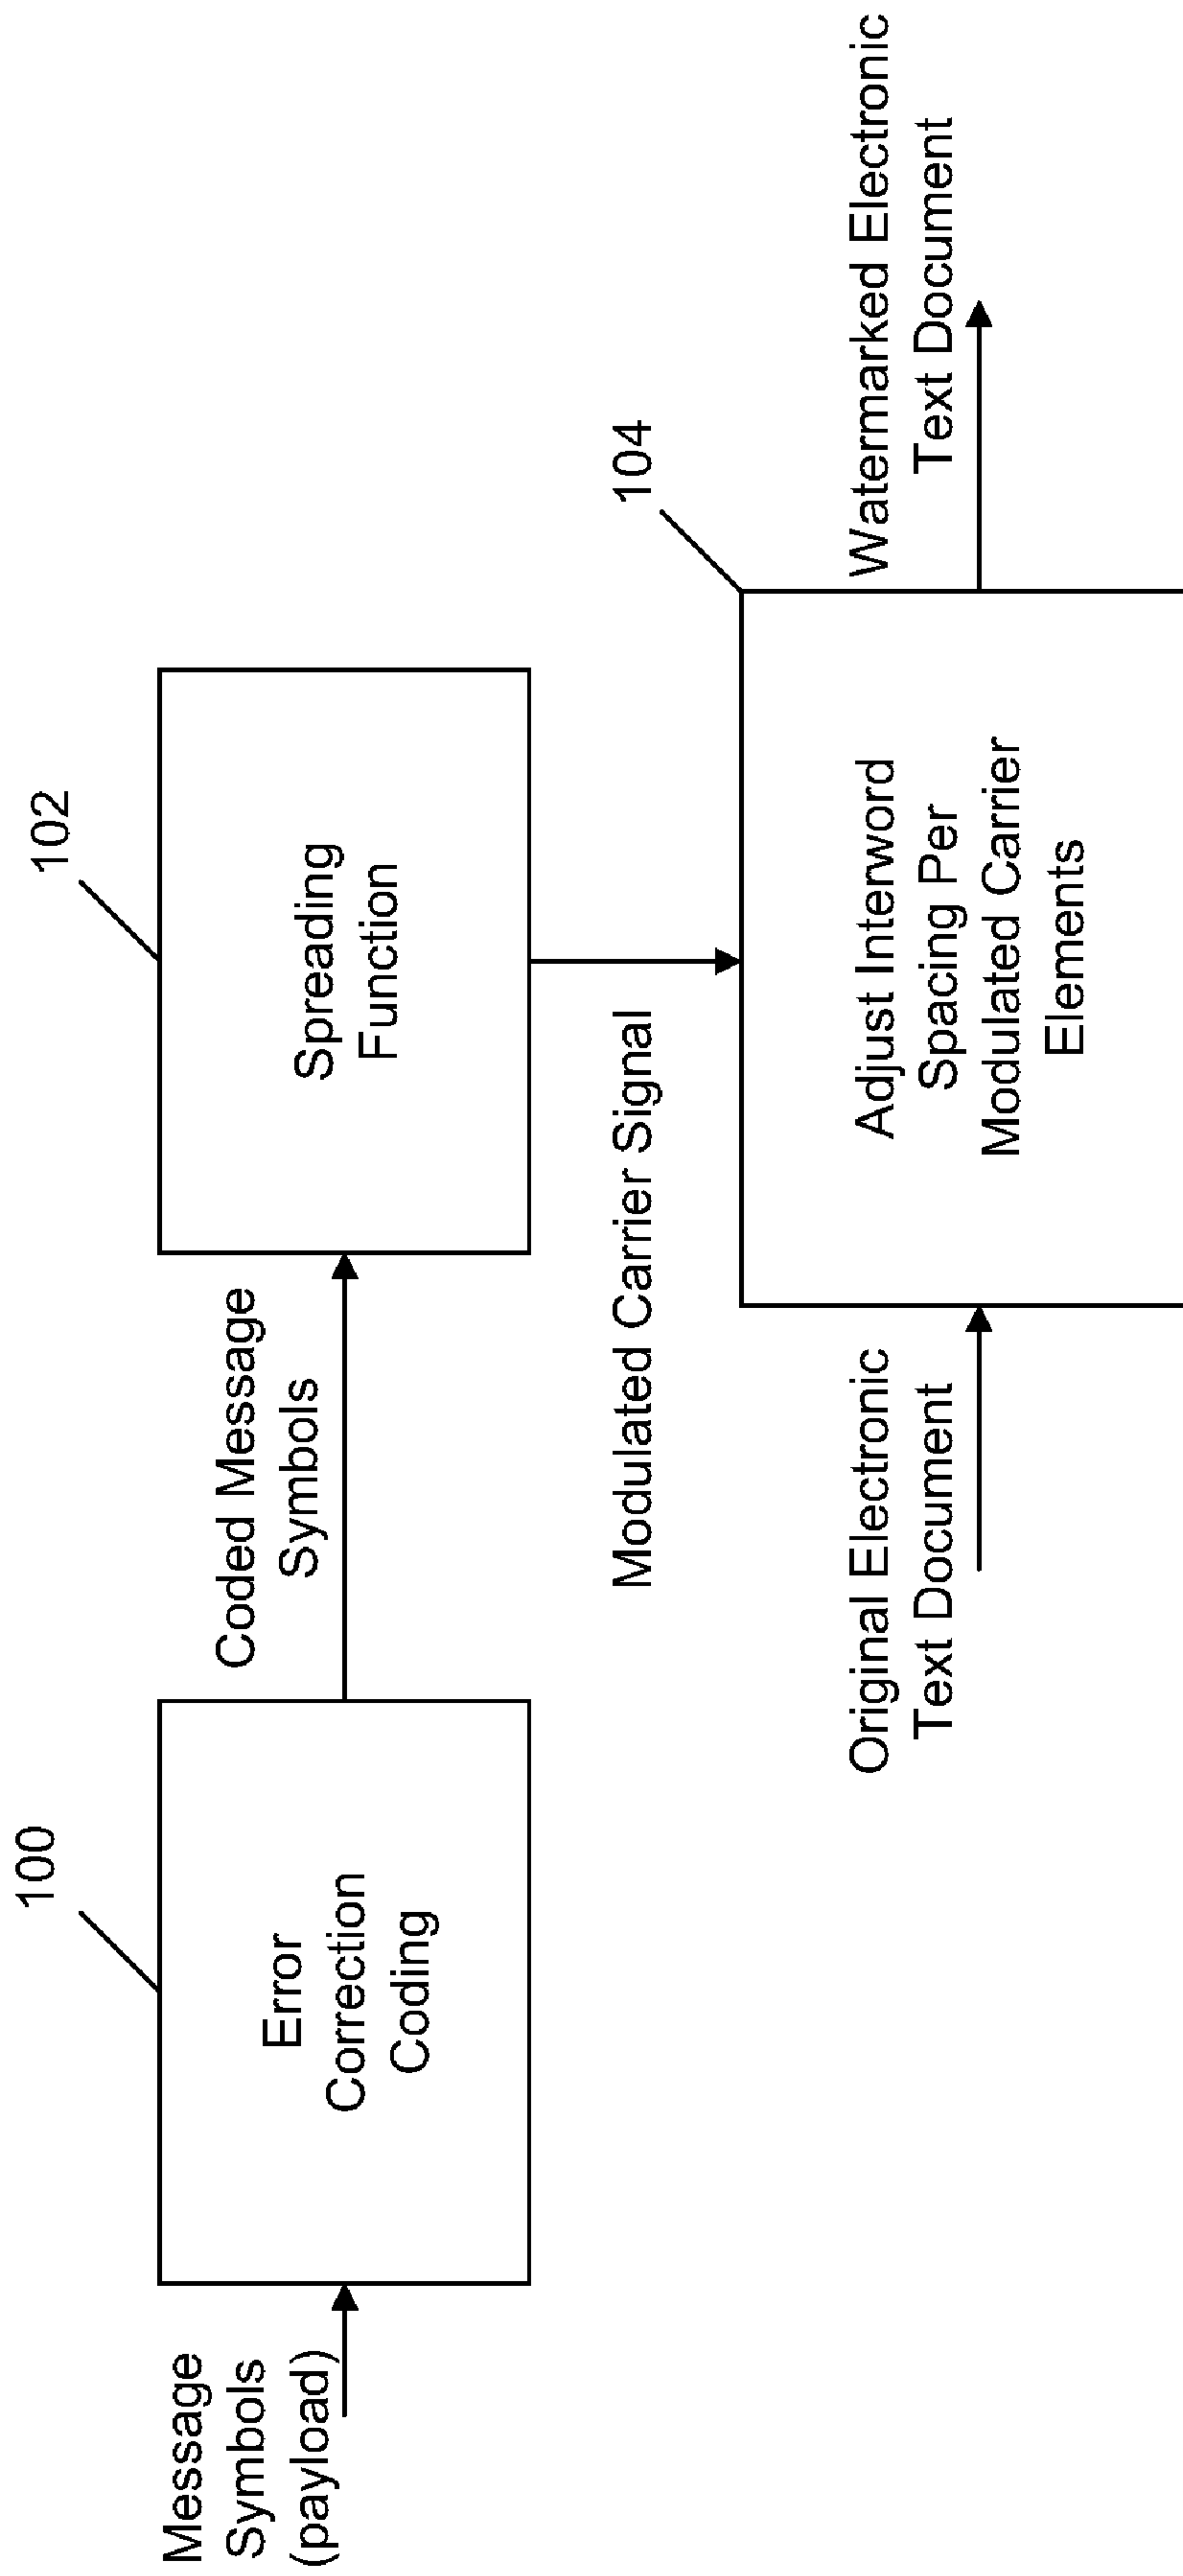 100
102
Message
Symbols
(payload)
Error
Correction
Coding
Coded Message
Symbols
Spreading
Function
Modulated Carrier Signal
104
Original Electronic
Text Document
Adjust Interword
Spacing Per
Modulated Carrier
Elements
Watermarked Electronic
Text Document